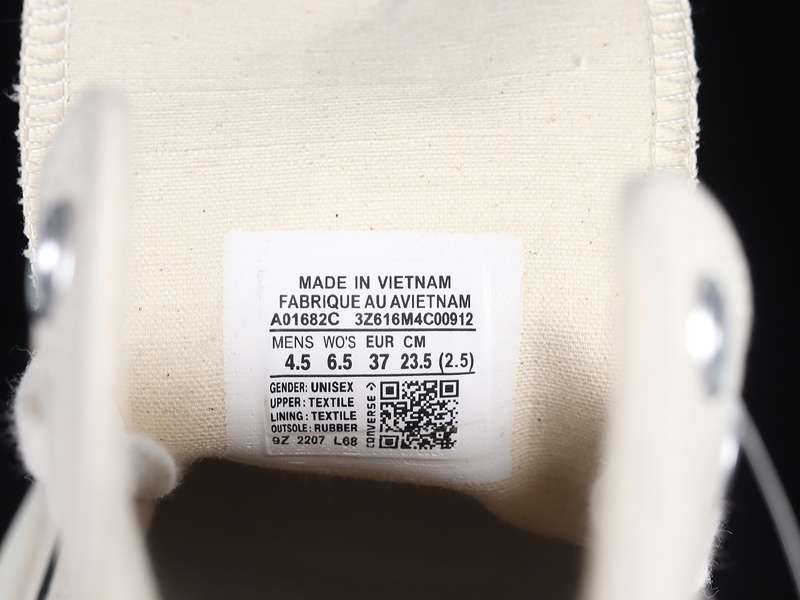 MADE IN VIETNAM
FABRIQUE AU AVIETNAM
A01682C 3Z616M4C00912
MENS WO'S EUR CM
4.5 6.5 37 23.5 (2.5)
GENDER: UNISEX
UPPER: TEXTILE
LINING: TEXTILE
OUTSOLE: RUBBER
9Z 2207 L68
CONVERSE